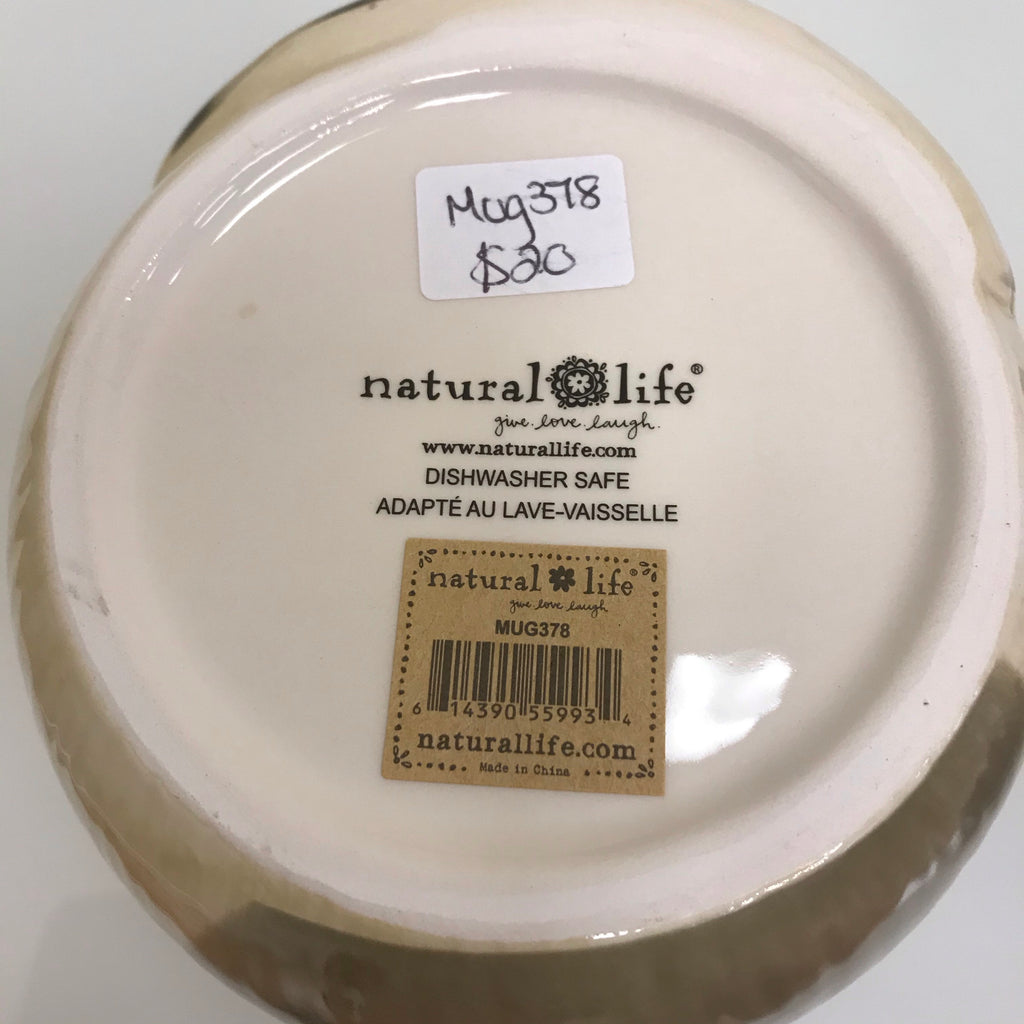 Mug378
$20
natural life®
give. love. laugh.
www.naturallife.com
DISHWASHER SAFE
ADAPTÉ AU LAVE-VAISSELLE
natural life®
give love laugh
MUG378
6 14390 55993 4
naturallife.com
Made in China